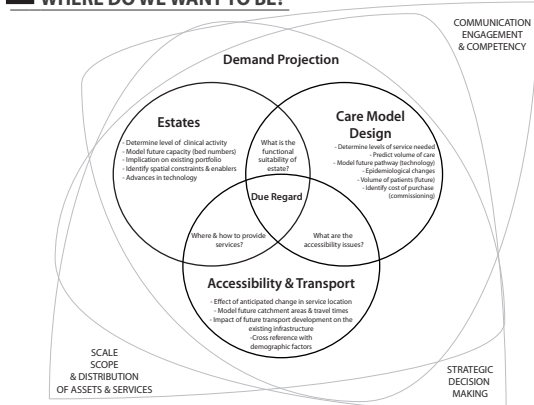 WHERE DO WE WANT TO BE?
COMMUNICATION
ENGAGEMENT
& COMPETENCY
Demand Projection
Estates
- Determine level of clinical activity
- Model future capacity (bed numbers)
- Implication on existing portfolio
- Identify spatial constraints & enablers
- Advances in technology
What is the
functional
suitability of
estate?
Care Model
Design
- Determine levels of service needed
- Predict volume of care
- Model future pathway (technology)
- Epidemiological changes
- Volume of patients (future)
- Identify cost of purchase
(commissioning)
Due Regard
Where & how to provide
services?
What are the
accessibility issues?
Accessibility & Transport
- Effect of anticipated change in service location
- Model future catchment areas & travel times
- Impact of future transport development on the
existing infrastructure
-Cross reference with
demographic factors
SCALE
SCOPE
& DISTRIBUTION
OF ASSETS & SERVICES
STRATEGIC
DECISION
MAKING